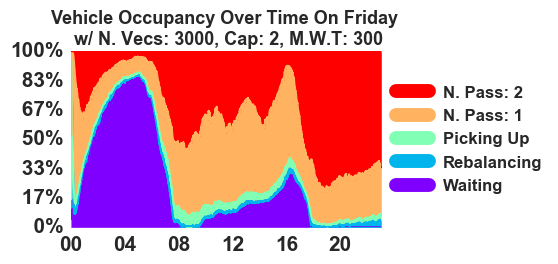 Vehicle Occupancy Over Time On Friday
w/ N. Vecs: 3000, Cap: 2, M.W.T: 300
100%
83%
67%
50%
33%
17%
0%
00 04 08 12 16 20
N. Pass: 2
N. Pass: 1
Picking Up
Rebalancing
Waiting